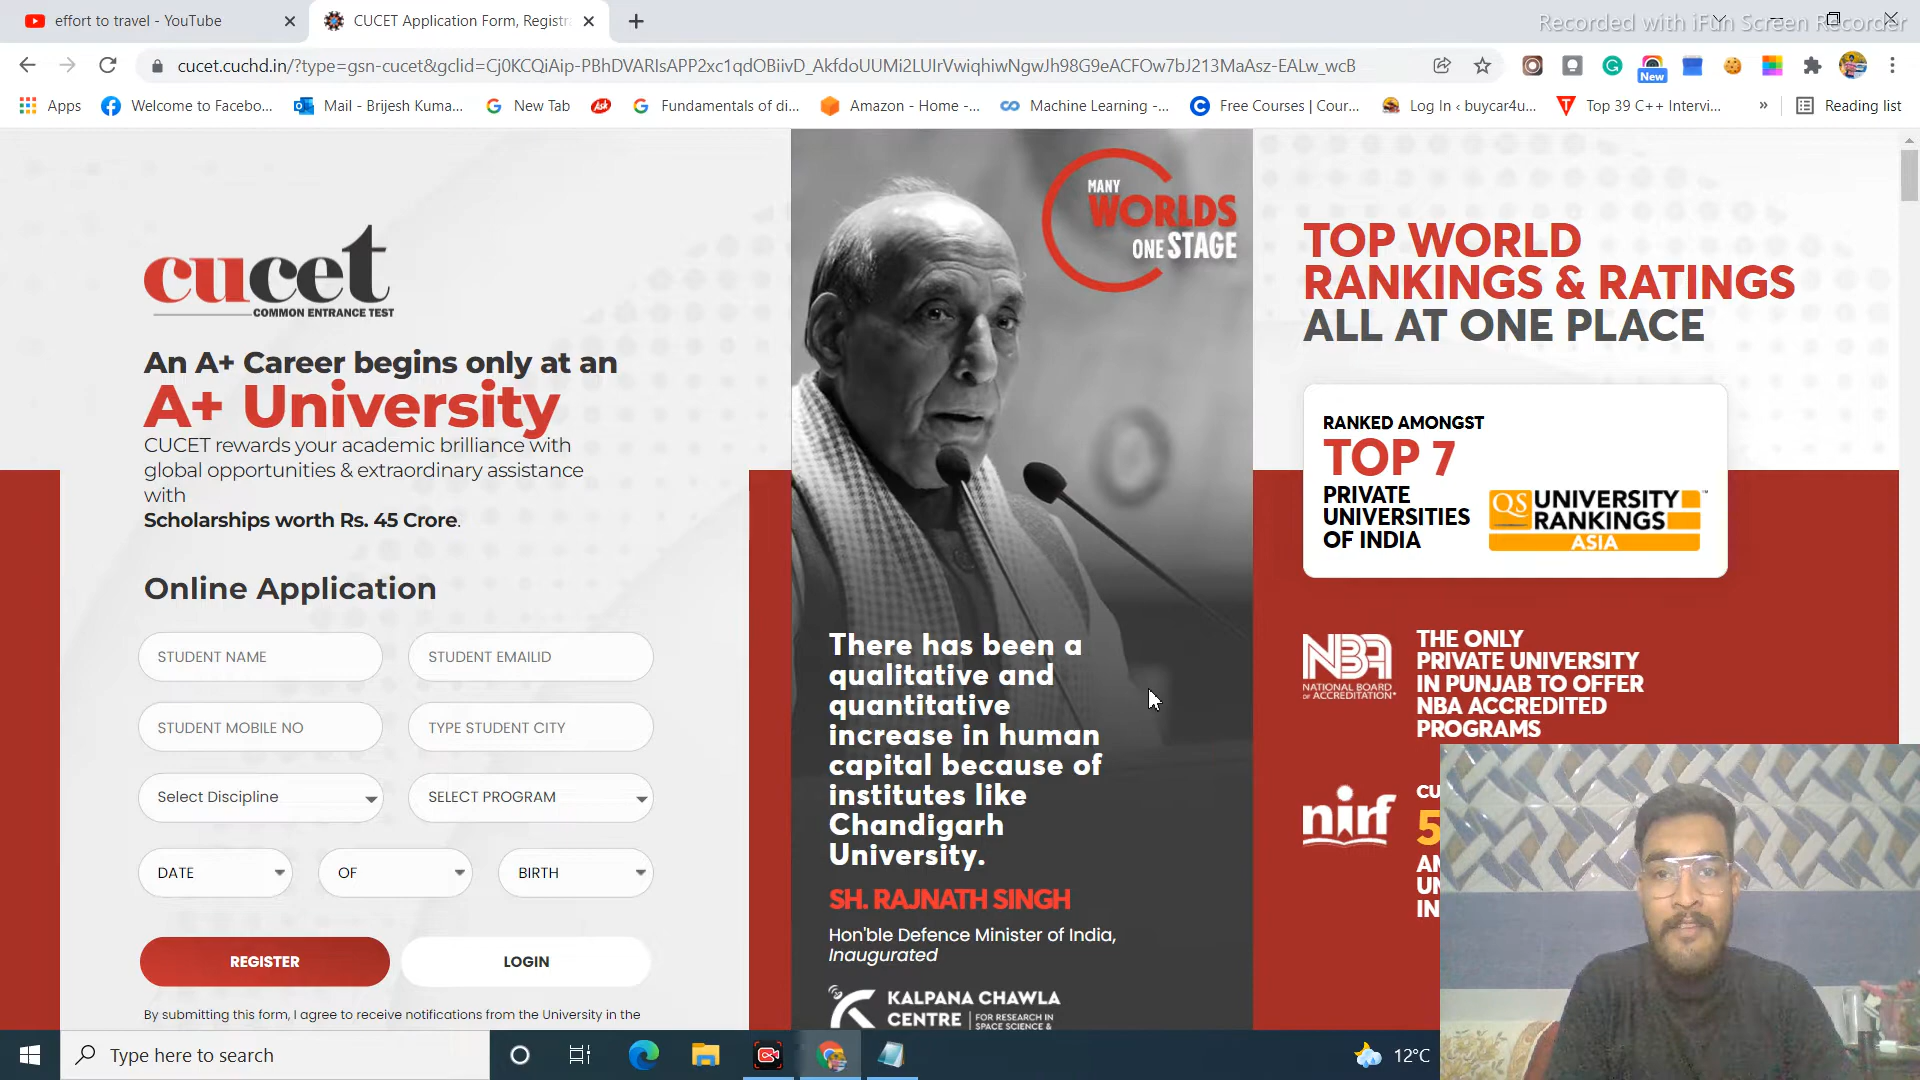 effort to travel - YouTube
CUCET Application Form, Registr
Recorded with iFun Screen Recorder
cucet.cuchd.in/?type=gsn-cucet&gclid=Cj0KCQiAip-PBhDVARIsAPP2xc1qdOBiivD_AkfdoUUMi2LUIrVwiqhiwNgwJh98G9eACFOw7bJ213MaAsz-EALw_wcB
New
Apps
Welcome to Facebo...
Mail - Brijesh Kuma...
New Tab
Ask
Fundamentals of di...
Amazon - Home -...
Machine Learning -...
Free Courses | Cour...
Log In ‹ buycar4u...
Top 39 C++ Intervi...
»
Reading list
cucet
COMMON ENTRANCE TEST
An A+ Career begins only at an
A+ University
CUCET rewards your academic brilliance with
global opportunities & extraordinary assistance
with
Scholarships worth Rs. 45 Crore.
Online Application
STUDENT NAME
STUDENT EMAILID
STUDENT MOBILE NO
TYPE STUDENT CITY
Select Discipline
SELECT PROGRAM
DATE
OF
BIRTH
REGISTER
LOGIN
By submitting this form, I agree to receive notifications from the University in the
MANY
WORLDS
ONE STAGE
There has been a
qualitative and
quantitative
increase in human
capital because of
institutes like
Chandigarh
University.
SH. RAJNATH SINGH
Hon'ble Defence Minister of India,
Inaugurated
KALPANA CHAWLA
CENTRE
FOR RESEARCH IN
SPACE SCIENCE &
TOP WORLD
RANKINGS & RATINGS
ALL AT ONE PLACE
RANKED AMONGST
TOP 7
PRIVATE
UNIVERSITIES
OF INDIA
QS UNIVERSITY
RANKINGS
ASIA
NBA
NATIONAL BOARD
OF ACCREDITATION
THE ONLY
PRIVATE UNIVERSITY
IN PUNJAB TO OFFER
NBA ACCREDITED
PROGRAMS
nirf
CU
5
AM
UN
IN
Type here to search
12°C